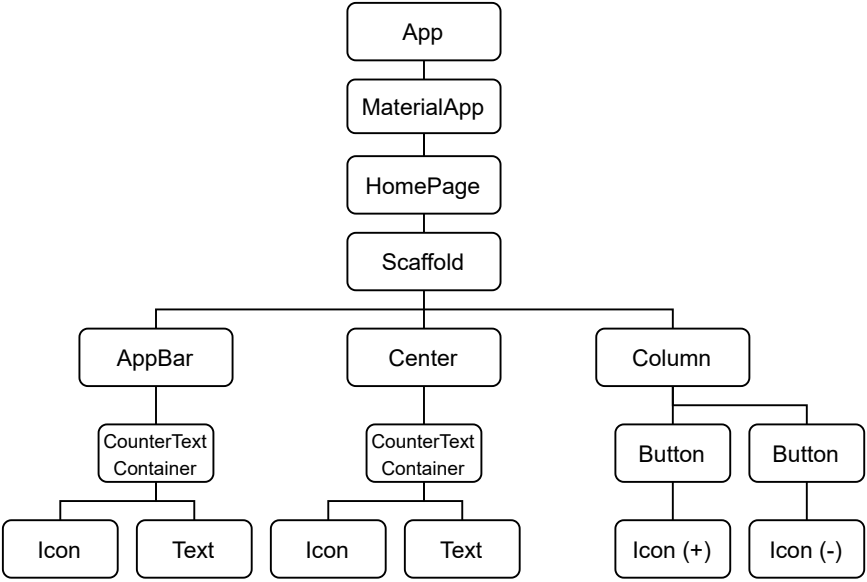 App
MaterialApp
HomePage
Scaffold
AppBar
Center
Column
CounterText
Container
CounterText
Container
Button
Button
Icon
Text
Icon
Text
Icon (+)
Icon (-)